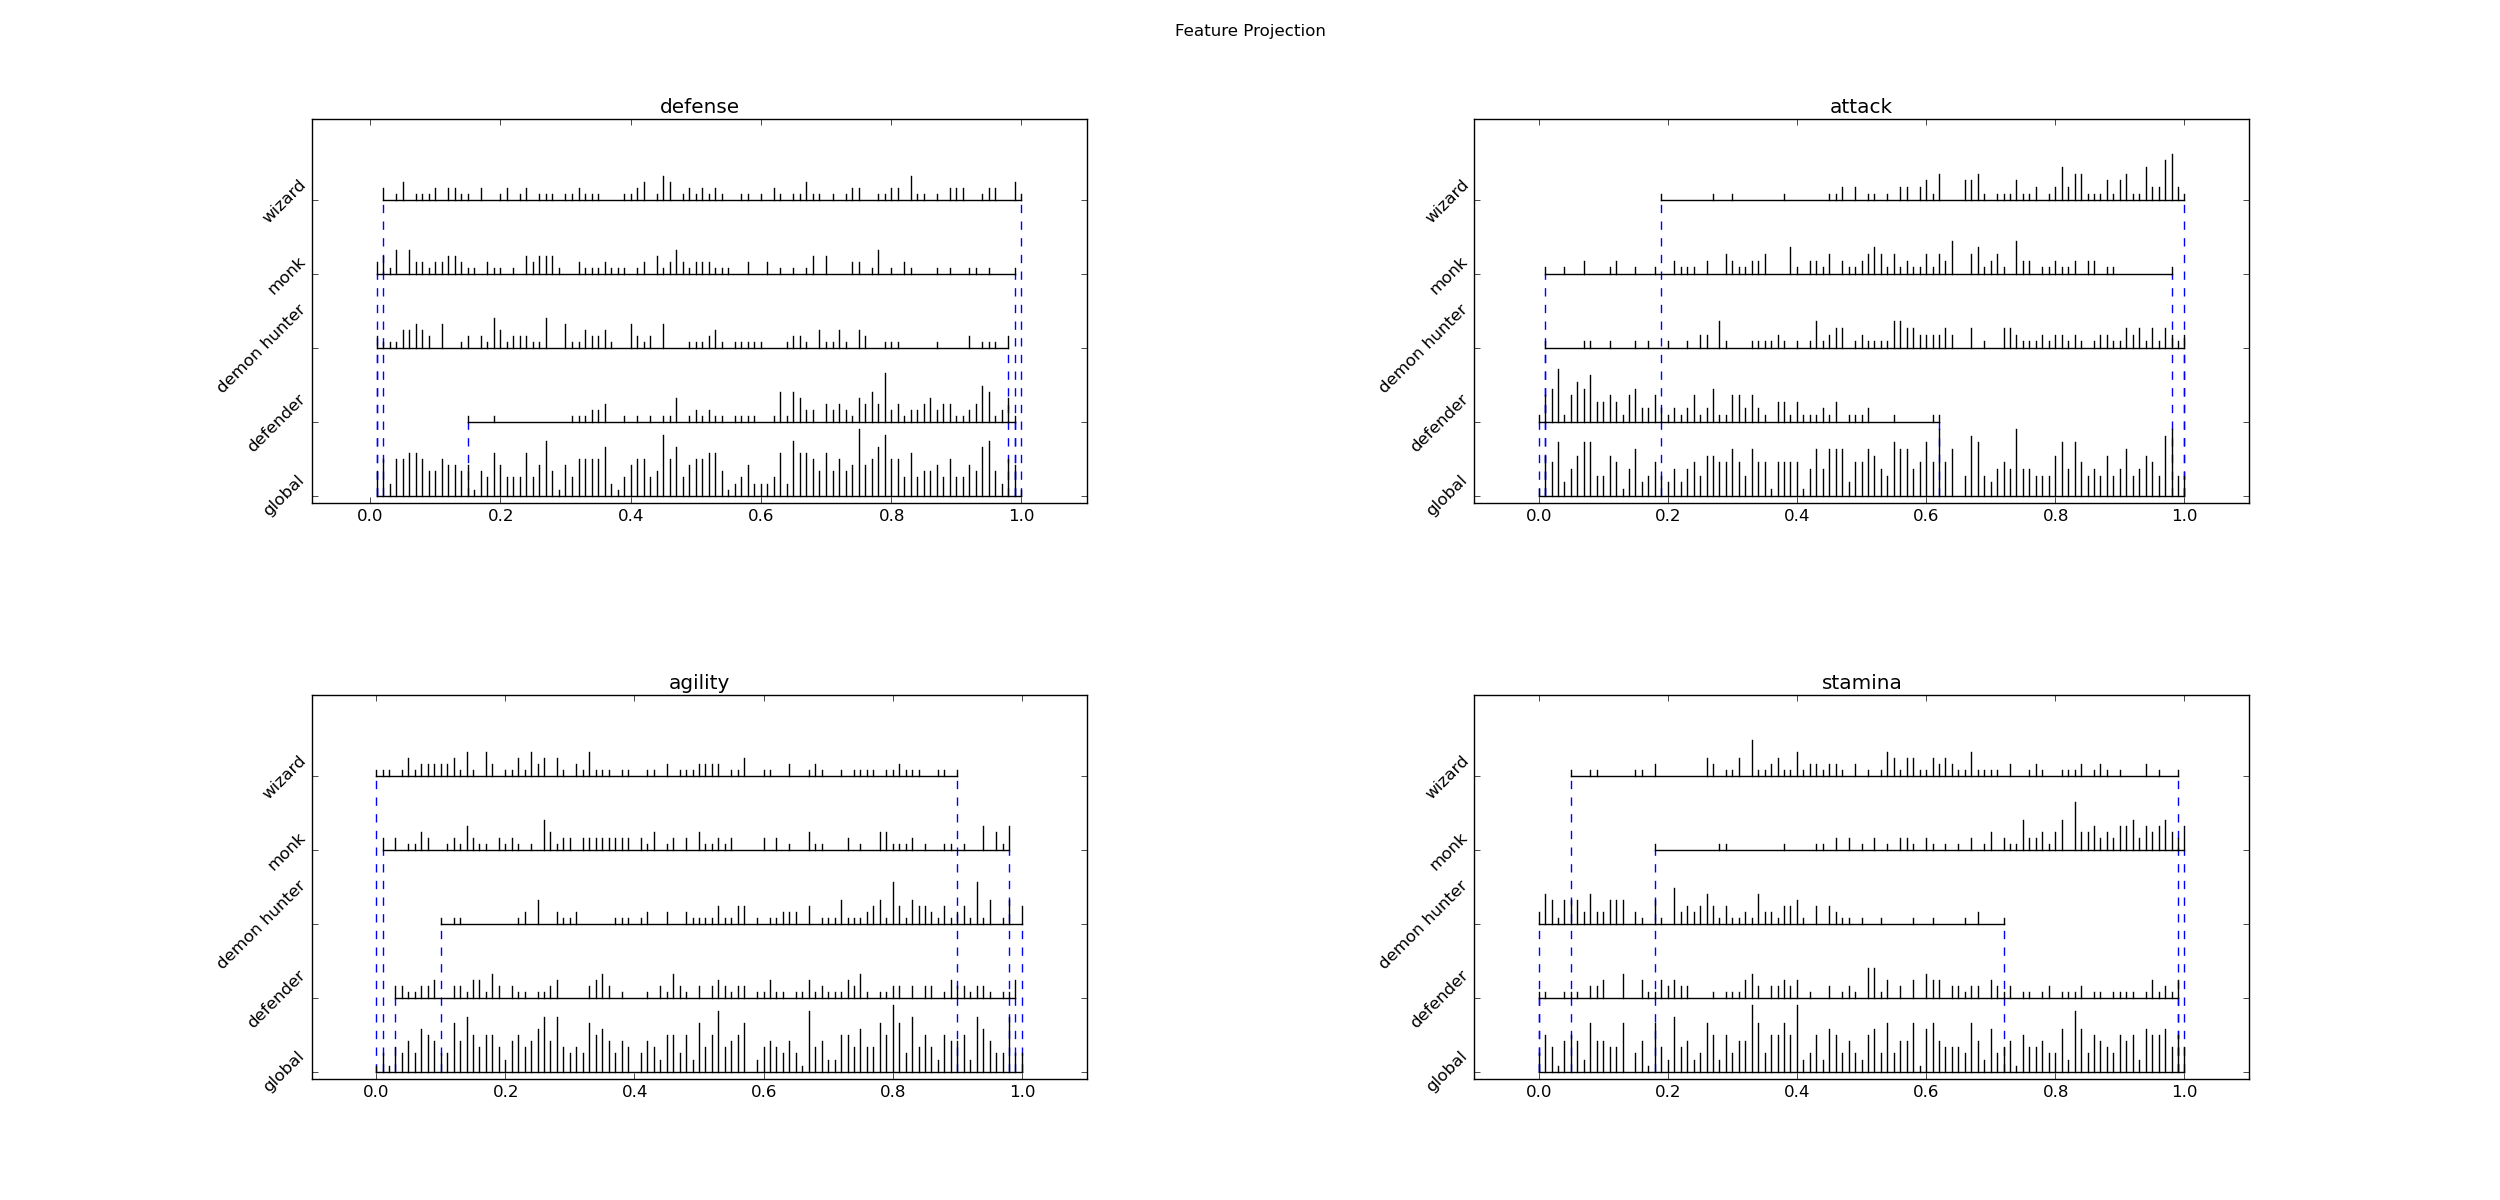 Feature Projection
defense
wizard
monk
demon hunter
defender
global
0.0 0.2 0.4 0.6 0.8 1.0
attack
wizard
monk
demon hunter
defender
global
0.0 0.2 0.4 0.6 0.8 1.0
agility
wizard
monk
demon hunter
defender
global
0.0 0.2 0.4 0.6 0.8 1.0
stamina
wizard
monk
demon hunter
defender
global
0.0 0.2 0.4 0.6 0.8 1.0